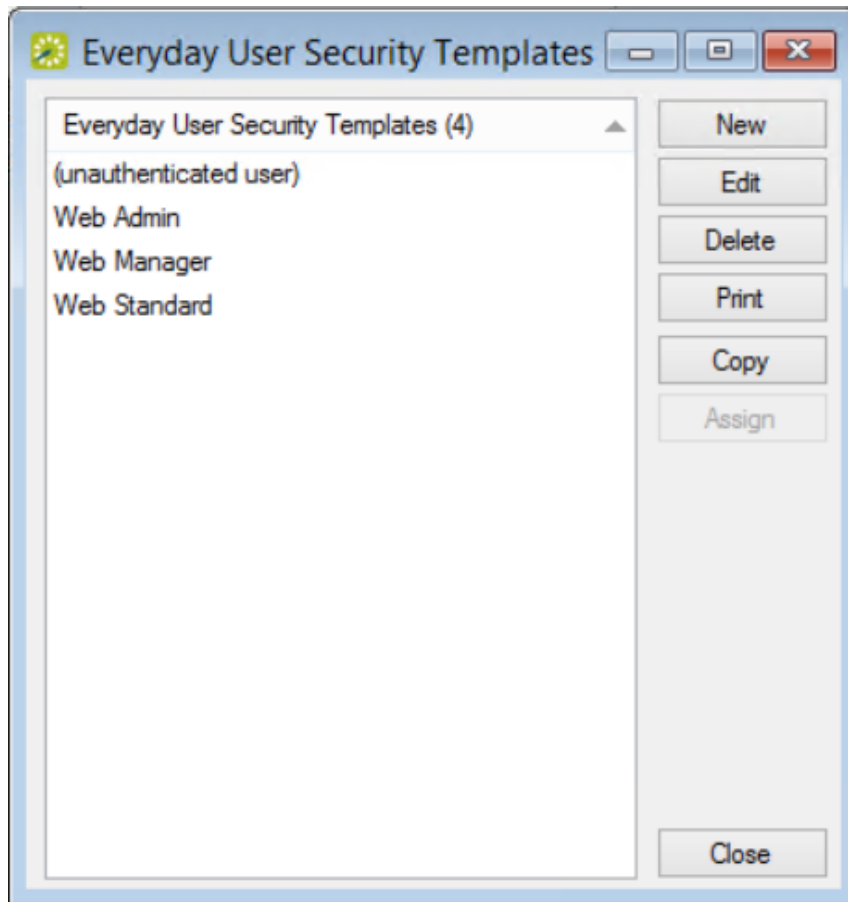 Everyday User Security Templates
Everyday User Security Templates (4)
(unauthenticated user)
Web Admin
Web Manager
Web Standard
New
Edit
Delete
Print
Copy
Assign
Close